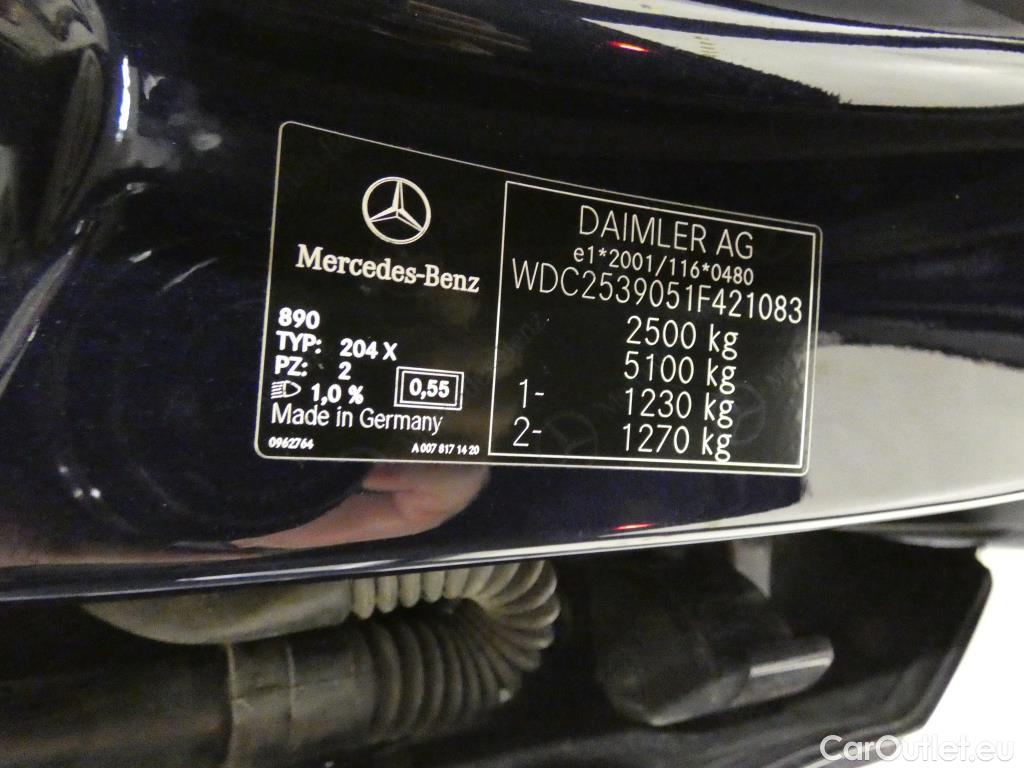 Mercedes-Benz
890
TYP: 204 X
PZ: 2
1,0 % 0,55
Made in Germany
0962764 A 007 817 14 20
DAIMLER AG
e1*2001/116*0480
WDC2539051F421083
2500 kg
5100 kg
1- 1230 kg
2- 1270 kg
CarOutlet.eu